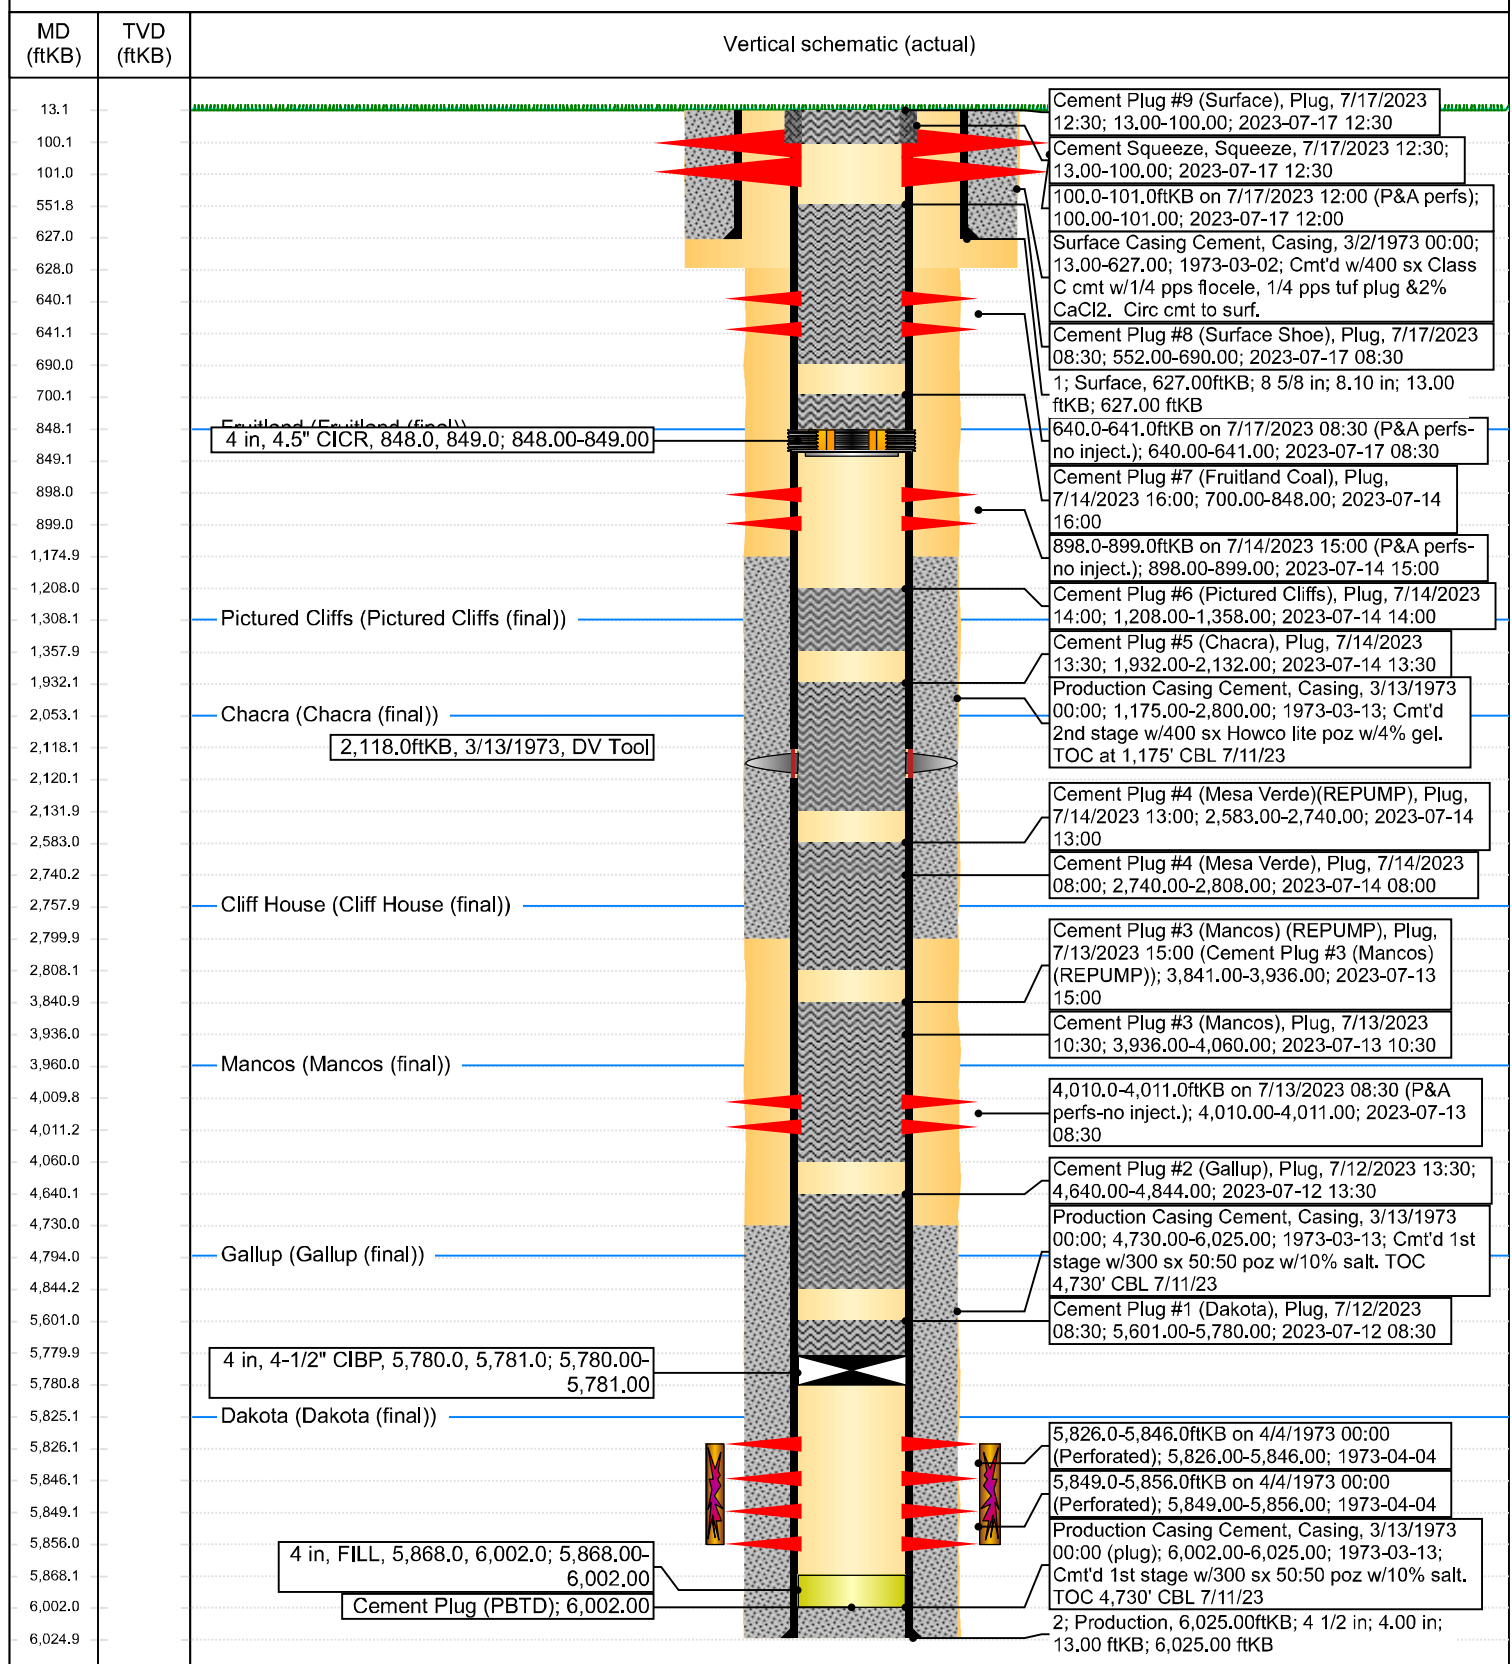 MD (ftKB)
TVD (ftKB)
Vertical schematic (actual)
13.1
100.1
101.0
551.8
627.0
628.0
640.1
641.1
690.0
700.1
848.1
849.1
898.0
899.0
1,174.9
1,208.0
1,308.1
1,357.9
1,932.1
2,053.1
2,118.1
2,120.1
2,131.9
2,583.0
2,740.2
2,757.9
2,799.9
2,808.1
3,840.9
3,936.0
3,960.0
4,009.8
4,011.2
4,060.0
4,640.1
4,730.0
4,794.0
4,844.2
5,601.0
5,779.9
5,780.8
5,825.1
5,826.1
5,846.1
5,849.1
5,856.0
5,868.1
6,002.0
6,024.9
Fruitland (Fruitland (final))
4 in, 4.5" CICR, 848.0, 849.0; 848.00-849.00
Pictured Cliffs (Pictured Cliffs (final))
Chacra (Chacra (final))
2,118.0ftKB, 3/13/1973, DV Tool
Cliff House (Cliff House (final))
Mancos (Mancos (final))
Gallup (Gallup (final))
4 in, 4-1/2" CIBP, 5,780.0, 5,781.0; 5,780.00-
5,781.00
Dakota (Dakota (final))
4 in, FILL, 5,868.0, 6,002.0; 5,868.00-
6,002.00
Cement Plug (PBTD); 6,002.00
Cement Plug #9 (Surface), Plug, 7/17/2023
12:30; 13.00-100.00; 2023-07-17 12:30
Cement Squeeze, Squeeze, 7/17/2023 12:30;
13.00-100.00; 2023-07-17 12:30
100.0-101.0ftKB on 7/17/2023 12:00 (P&A perfs);
100.00-101.00; 2023-07-17 12:00
Surface Casing Cement, Casing, 3/2/1973 00:00;
13.00-627.00; 1973-03-02; Cmt'd w/400 sx Class
C cmt w/1/4 pps flocele, 1/4 pps tuf plug &2%
CaCl2. Circ cmt to surf.
Cement Plug #8 (Surface Shoe), Plug, 7/17/2023
08:30; 552.00-690.00; 2023-07-17 08:30
1; Surface, 627.00ftKB; 8 5/8 in; 8.10 in; 13.00
ftKB; 627.00 ftKB
640.0-641.0ftKB on 7/17/2023 08:30 (P&A perfs-
no inject.); 640.00-641.00; 2023-07-17 08:30
Cement Plug #7 (Fruitland Coal), Plug,
7/14/2023 16:00; 700.00-848.00; 2023-07-14
16:00
898.0-899.0ftKB on 7/14/2023 15:00 (P&A perfs-
no inject.); 898.00-899.00; 2023-07-14 15:00
Cement Plug #6 (Pictured Cliffs), Plug, 7/14/2023
14:00; 1,208.00-1,358.00; 2023-07-14 14:00
Cement Plug #5 (Chacra), Plug, 7/14/2023
13:30; 1,932.00-2,132.00; 2023-07-14 13:30
Production Casing Cement, Casing, 3/13/1973
00:00; 1,175.00-2,800.00; 1973-03-13; Cmt'd
2nd stage w/400 sx Howco lite poz w/4% gel.
TOC at 1,175' CBL 7/11/23
Cement Plug #4 (Mesa Verde)(REPUMP), Plug,
7/14/2023 13:00; 2,583.00-2,740.00; 2023-07-14
13:00
Cement Plug #4 (Mesa Verde), Plug, 7/14/2023
08:00; 2,740.00-2,808.00; 2023-07-14 08:00
Cement Plug #3 (Mancos) (REPUMP), Plug,
7/13/2023 15:00 (Cement Plug #3 (Mancos)
(REPUMP)); 3,841.00-3,936.00; 2023-07-13
15:00
Cement Plug #3 (Mancos), Plug, 7/13/2023
10:30; 3,936.00-4,060.00; 2023-07-13 10:30
4,010.0-4,011.0ftKB on 7/13/2023 08:30 (P&A
perfs-no inject.); 4,010.00-4,011.00; 2023-07-13
08:30
Cement Plug #2 (Gallup), Plug, 7/12/2023 13:30;
4,640.00-4,844.00; 2023-07-12 13:30
Production Casing Cement, Casing, 3/13/1973
00:00; 4,730.00-6,025.00; 1973-03-13; Cmt'd 1st
stage w/300 sx 50:50 poz w/10% salt. TOC
4,730' CBL 7/11/23
Cement Plug #1 (Dakota), Plug, 7/12/2023
08:30; 5,601.00-5,780.00; 2023-07-12 08:30
5,826.0-5,846.0ftKB on 4/4/1973 00:00
(Perforated); 5,826.00-5,846.00; 1973-04-04
5,849.0-5,856.0ftKB on 4/4/1973 00:00
(Perforated); 5,849.00-5,856.00; 1973-04-04
Production Casing Cement, Casing, 3/13/1973
00:00 (plug); 6,002.00-6,025.00; 1973-03-13;
Cmt'd 1st stage w/300 sx 50:50 poz w/10% salt.
TOC 4,730' CBL 7/11/23
2; Production, 6,025.00ftKB; 4 1/2 in; 4.00 in;
13.00 ftKB; 6,025.00 ftKB